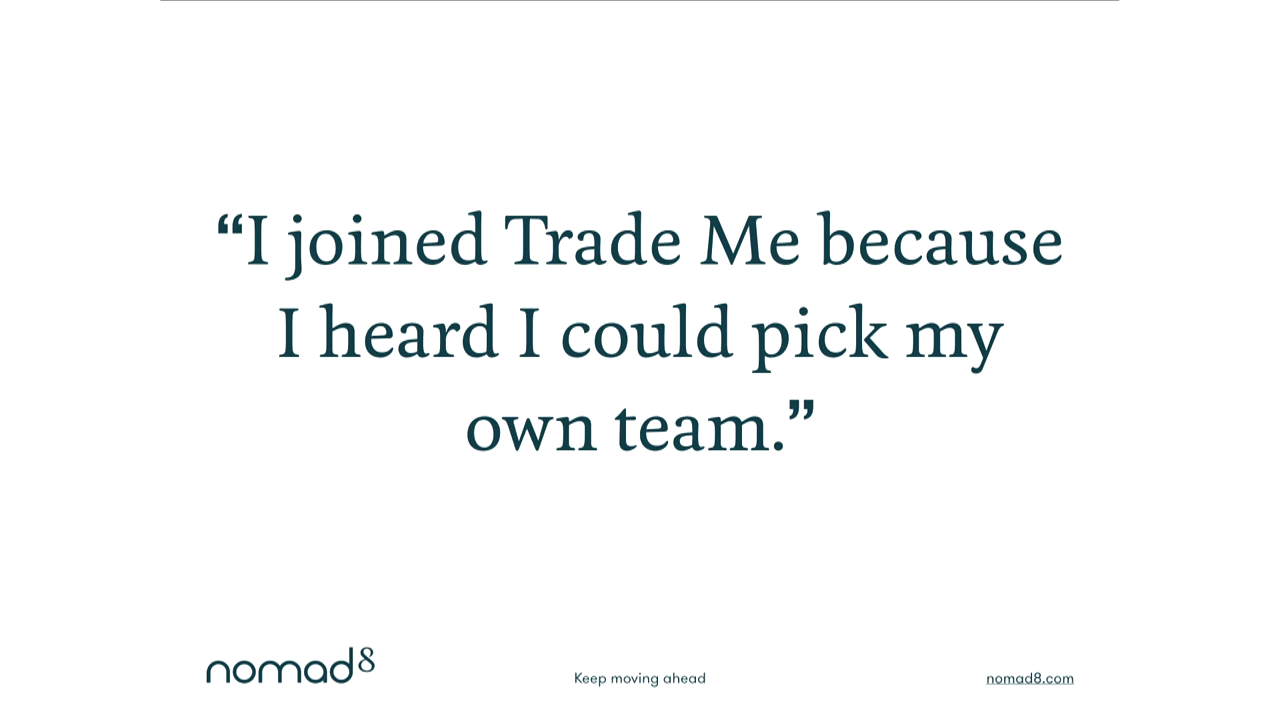 “I joined Trade Me because
I heard I could pick my
own team.”
nomad8
Keep moving ahead
nomad8.com